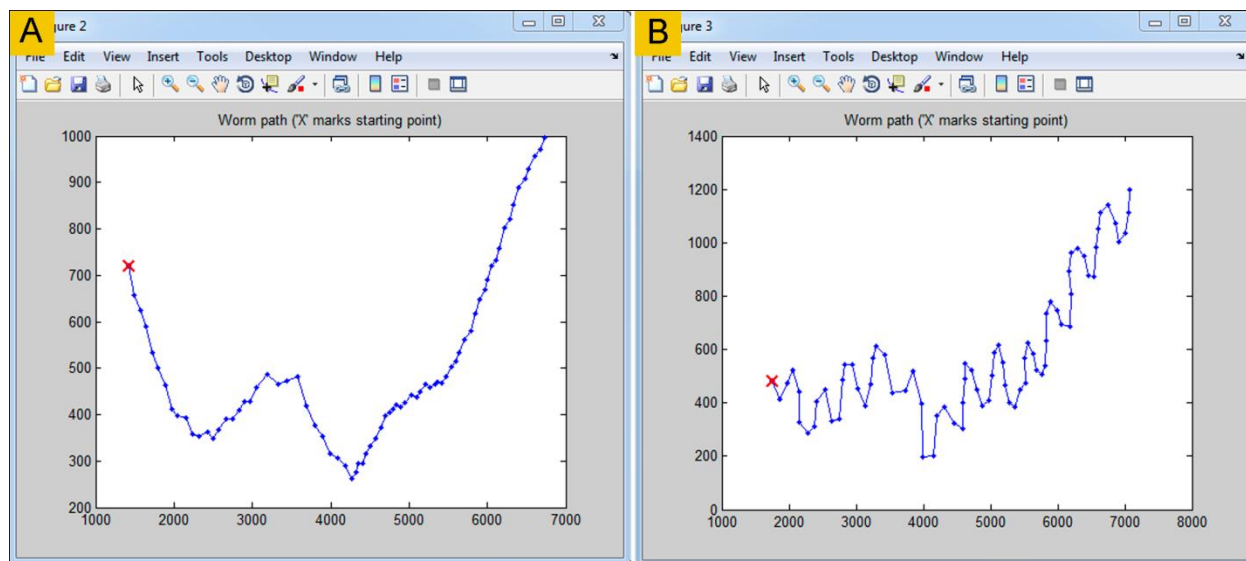 A
gure 2
File Edit View Insert Tools Desktop Window Help
Worm path ('X' marks starting point)
1000
900
800
700
600
500
400
300
200
1000 2000 3000 4000 5000 6000 7000
B
gure 3
File Edit View Insert Tools Desktop Window Help
Worm path ('X' marks starting point)
1400
1200
1000
800
600
400
200
0
1000 2000 3000 4000 5000 6000 7000 8000